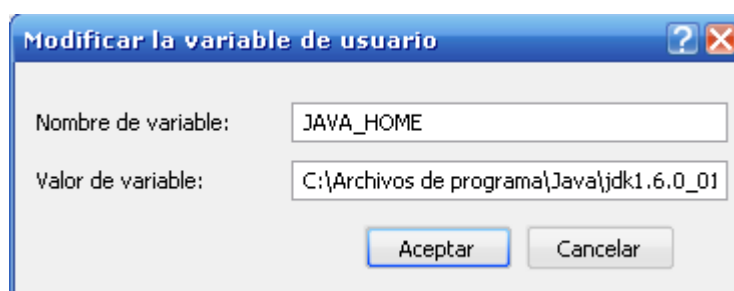 Modificar la variable de usuario
Nombre de variable: JAVA_HOME
Valor de variable: C:\Archivos de programa\Java\jdk1.6.0_01
Aceptar Cancelar